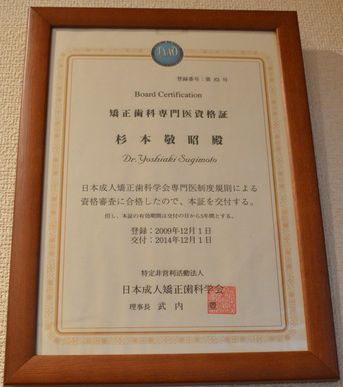 JAAO
登録番号：第 号
Board Certification
矯正歯科専門医資格証
杉本敬昭殿
Dr. Yoshiaki Sugimoto
日本成人矯正歯科学会専門医制度規則による
資格審査に合格したので、本証を交付する。
但し、本証の有効期間は交付の日から5年間とする。
登録：2009年12月1日
交付：2014年12月1日
特定非営利活動法人
日本成人矯正歯科学会
理事長 武内